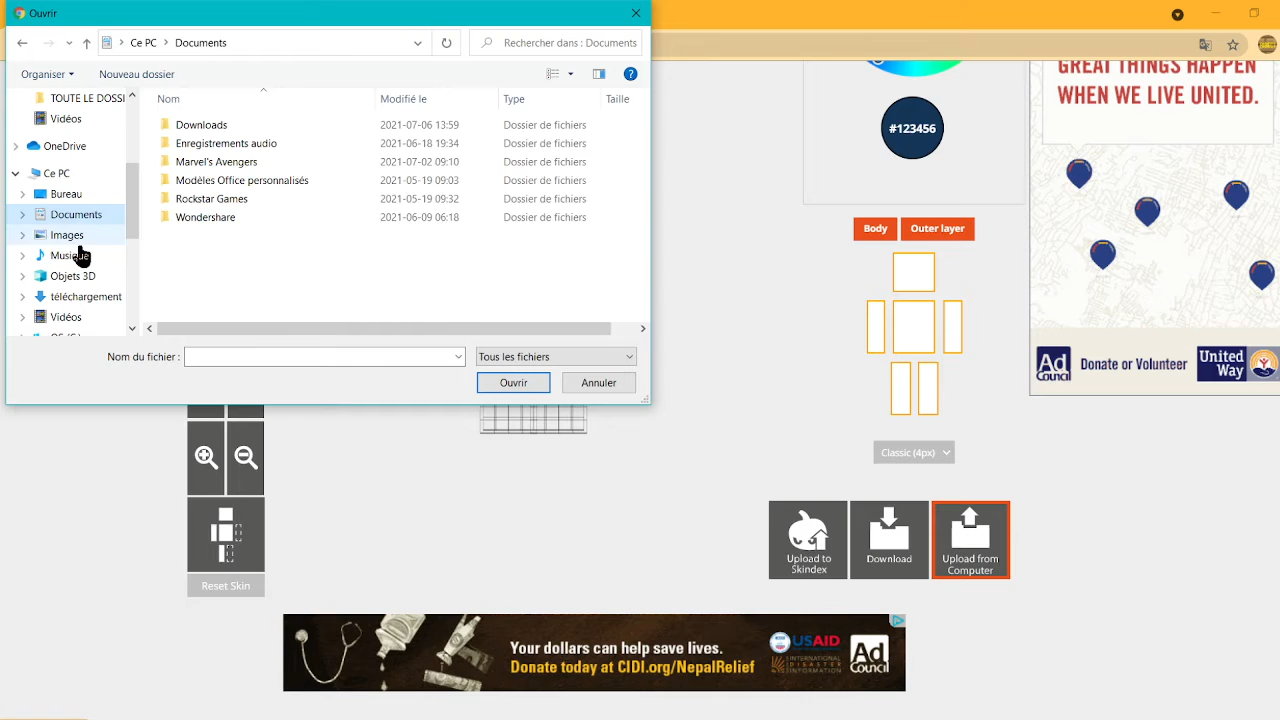 Ouvrir
Ce PC
Documents
Rechercher dans : Documents
Organiser
Nouveau dossier
TOUTE LE DOSSI
Vidéos
OneDrive
Ce PC
Bureau
Documents
Images
Musique
Objets 3D
téléchargement
Vidéos
Nom
Modifié le
Type
Taille
Downloads
2021-07-06 13:59
Dossier de fichiers
Enregistrements audio
2021-06-18 19:34
Dossier de fichiers
Marvel's Avengers
2021-07-02 09:10
Dossier de fichiers
Modèles Office personnalisés
2021-05-19 09:03
Dossier de fichiers
Rockstar Games
2021-05-19 09:32
Dossier de fichiers
Wondershare
2021-06-09 06:18
Dossier de fichiers
Nom du fichier :
Tous les fichiers
Ouvrir
Annuler
#123456
Body
Outer layer
Classic (4px)
Upload to
Skindex
Download
Upload from
Computer
Reset Skin
GREAT THINGS HAPPEN
WHEN WE LIVE UNITED.
Ad
Council
Donate or Volunteer
United
Way
Your dollars can help save lives.
Donate today at CIDI.org/NepalRelief
USAID
INTERNATIONAL
DISASTER
INFORMATION
Ad
Council